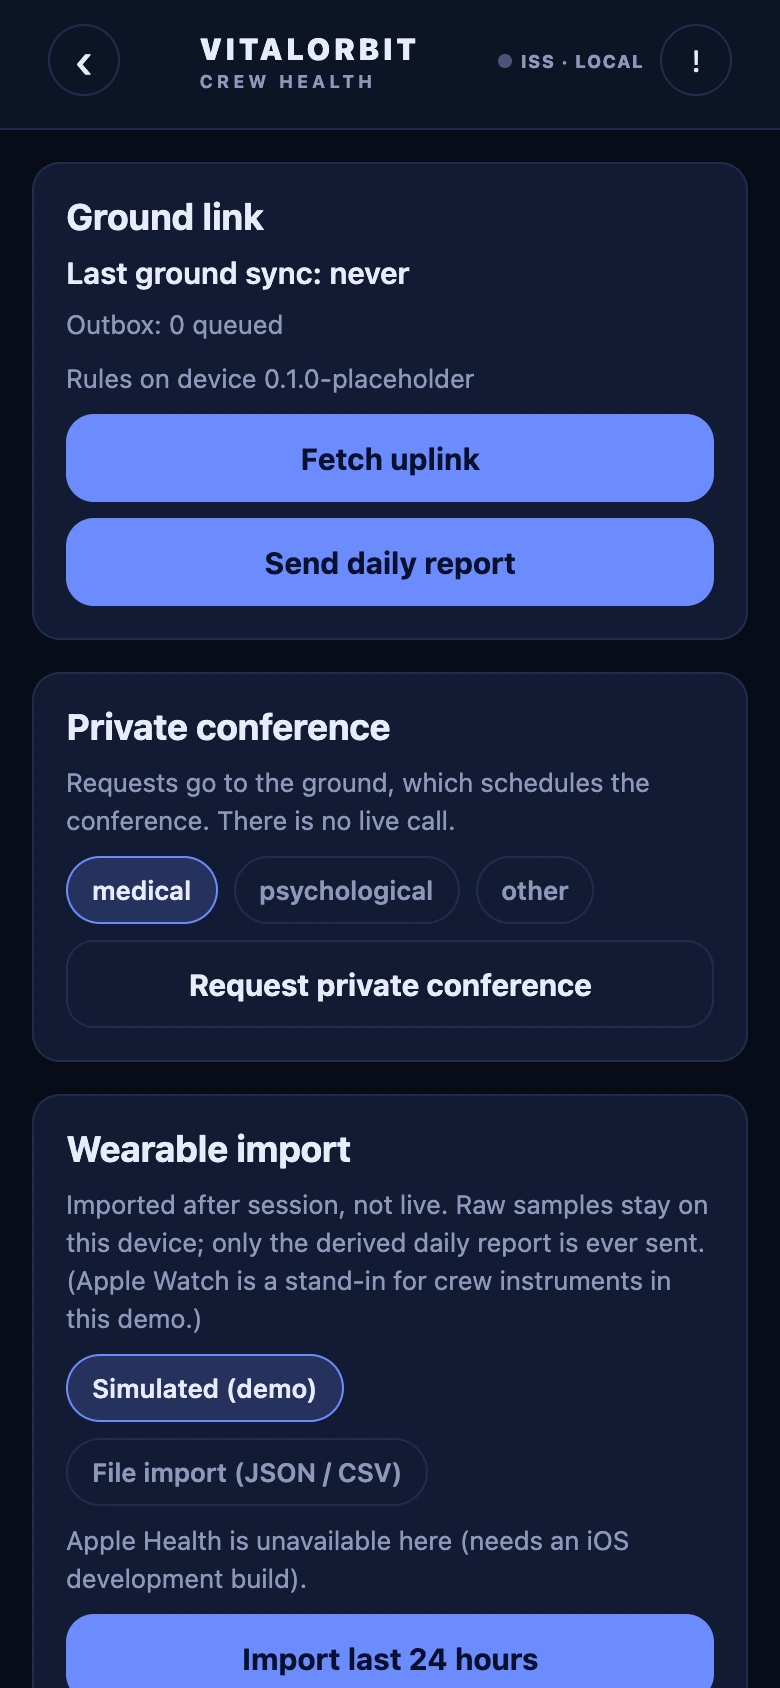 ‹
VITALORBIT
CREW HEALTH
ISS · LOCAL
!
Ground link
Last ground sync: never
Outbox: 0 queued
Rules on device 0.1.0-placeholder
Fetch uplink
Send daily report
Private conference
Requests go to the ground, which schedules the
conference. There is no live call.
medical psychological other
Request private conference
Wearable import
Imported after session, not live. Raw samples stay on
this device; only the derived daily report is ever sent.
(Apple Watch is a stand-in for crew instruments in
this demo.)
Simulated (demo)
File import (JSON / CSV)
Apple Health is unavailable here (needs an iOS
development build).
Import last 24 hours